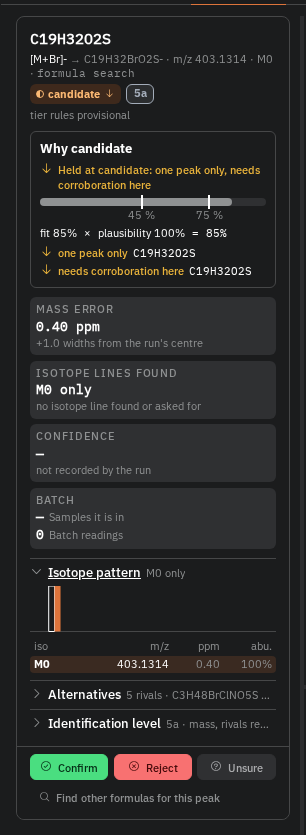 C19H32O2S
[M+Br]- → C19H32BrO2S- · m/z 403.1314 · M0
· formula search
candidate ↓ 5a
tier rules provisional
Why candidate
↓ Held at candidate: one peak only, needs
corroboration here
45 % 75 %
fit 85% × plausibility 100% = 85%
↓ one peak only C19H32O2S
↓ needs corroboration here C19H32O2S
MASS ERROR
0.40 ppm
+1.0 widths from the run's centre
ISOTOPE LINES FOUND
M0 only
no isotope line found or asked for
CONFIDENCE
—
not recorded by the run
BATCH
— Samples it is in
0 Batch readings
Isotope pattern M0 only
iso m/z ppm abu.
M0 403.1314 0.40 100%
Alternatives 5 rivals · C3H48BrClNO5S ...
Identification level 5a · mass, rivals re...
Confirm Reject Unsure
Find other formulas for this peak